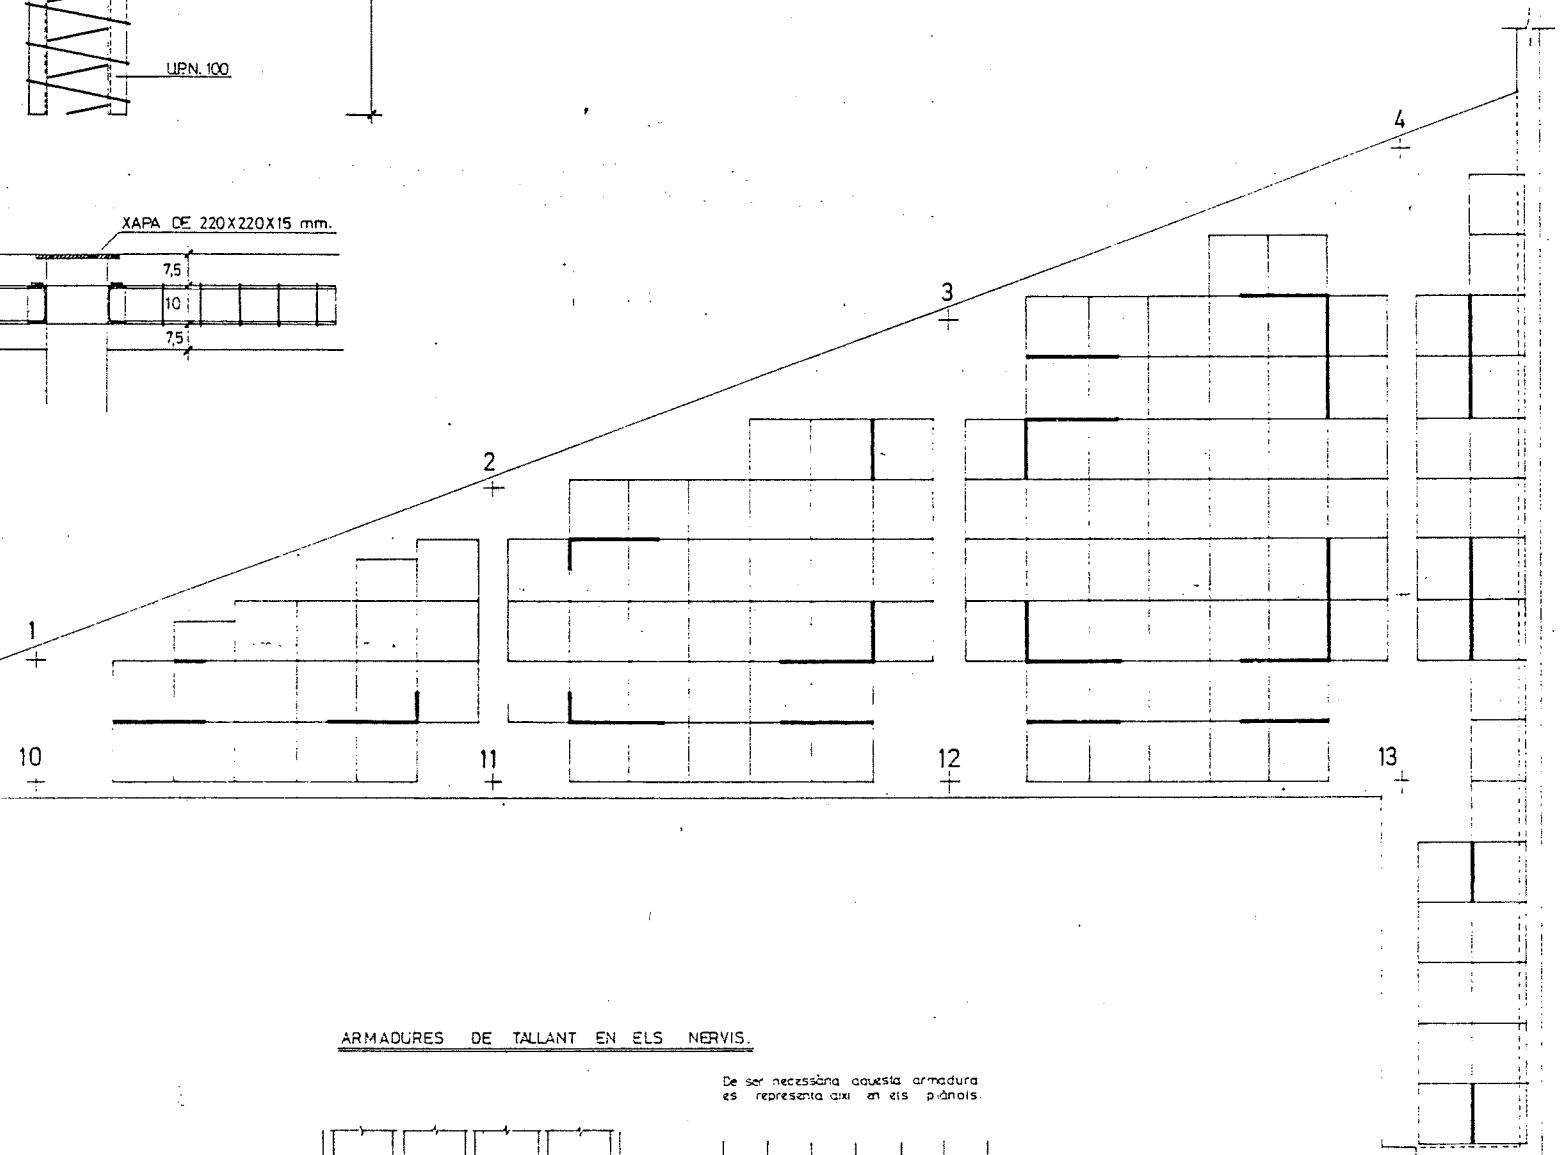 U.P.N. 100
4
XAPA DE 220X220X15 mm.
7,5
10
7,5
3
2
1
10
11
12
13
ARMADURES DE TALLANT EN ELS NERVIS.
De ser necessària aquesta armadura
es representa així en els plànols.